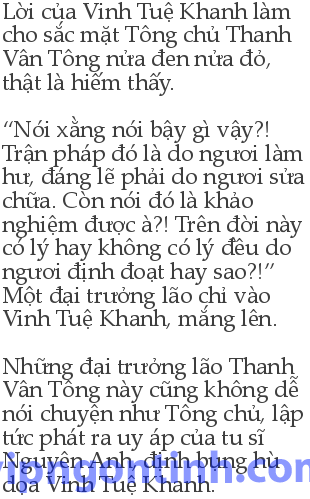 Lời của Vinh Tuệ Khanh làm
cho sắc mặt Tông chủ Thanh
Vân Tông nửa đen nửa đỏ,
thật là hiếm thấy.
“Nói xằng nói bậy gì vậy?!
Trận pháp đó là do ngươi làm
hư, đáng lẽ phải do ngươi sửa
chữa. Còn nói đó là khảo
nghiệm được à?! Trên đời này
có lý hay không có lý đều do
ngươi định đoạt hay sao?!”
Một đại trưởng lão chỉ vào
Vinh Tuệ Khanh, mắng lên.
Những đại trưởng lão Thanh
Vân Tông này cũng không dễ
nói chuyện như Tông chủ, lập
tức phát ra uy áp của tu sĩ
Nguyên Anh, định bụng hù
dọa Vinh Tuệ Khanh.